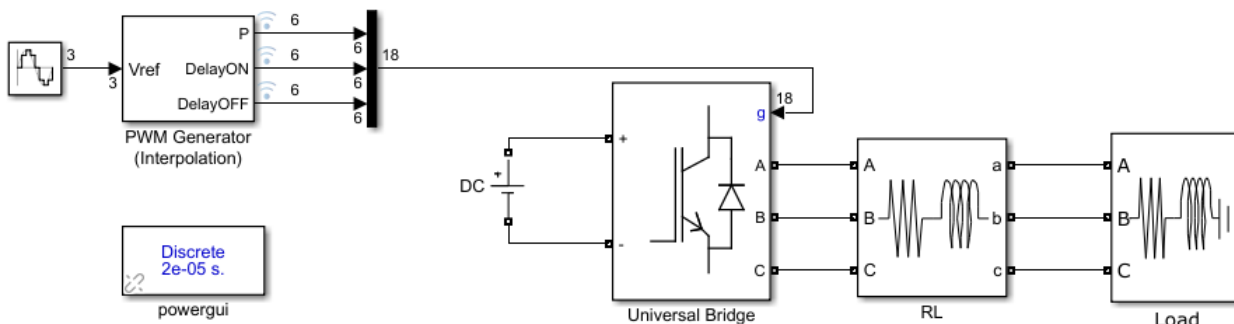 3
3
Vref
P
DelayON
DelayOFF
6
6
6
6
6
6
18
PWM Generator
(Interpolation)
Discrete
2e-05 s.
powergui
DC
+
+
-
g
18
A
B
C
Universal Bridge
A
B
C
a
b
c
RL
A
B
C
Load